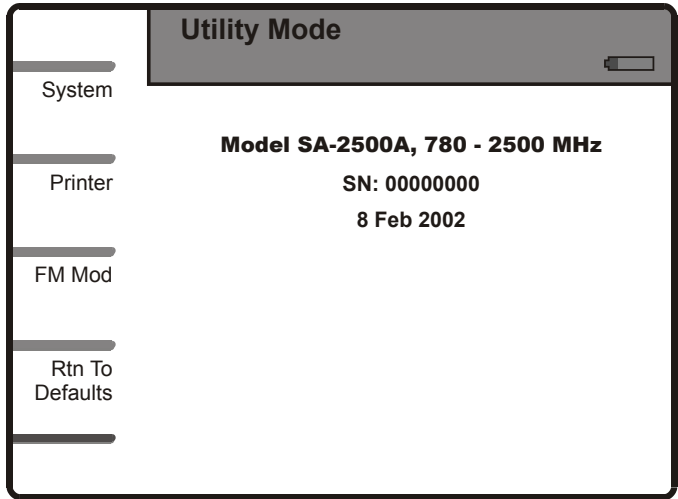 Utility Mode
System
Printer
FM Mod
Rtn To
Defaults
Model SA-2500A, 780 - 2500 MHz
SN: 00000000
8 Feb 2002